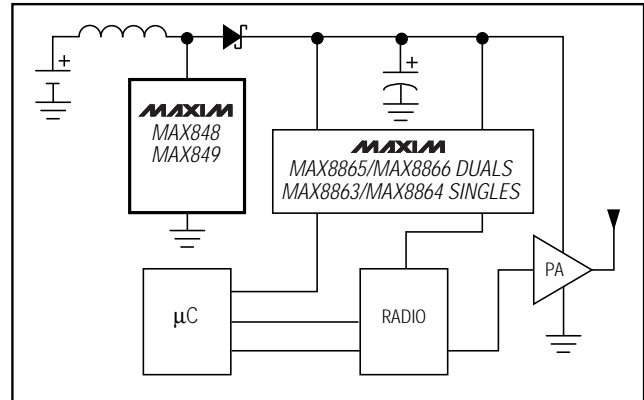 +
+
MAXIM
MAX848
MAX849
MAXIM
MAX8865/MAX8866 DUALS
MAX8863/MAX8864 SINGLES
PA
µC
RADIO